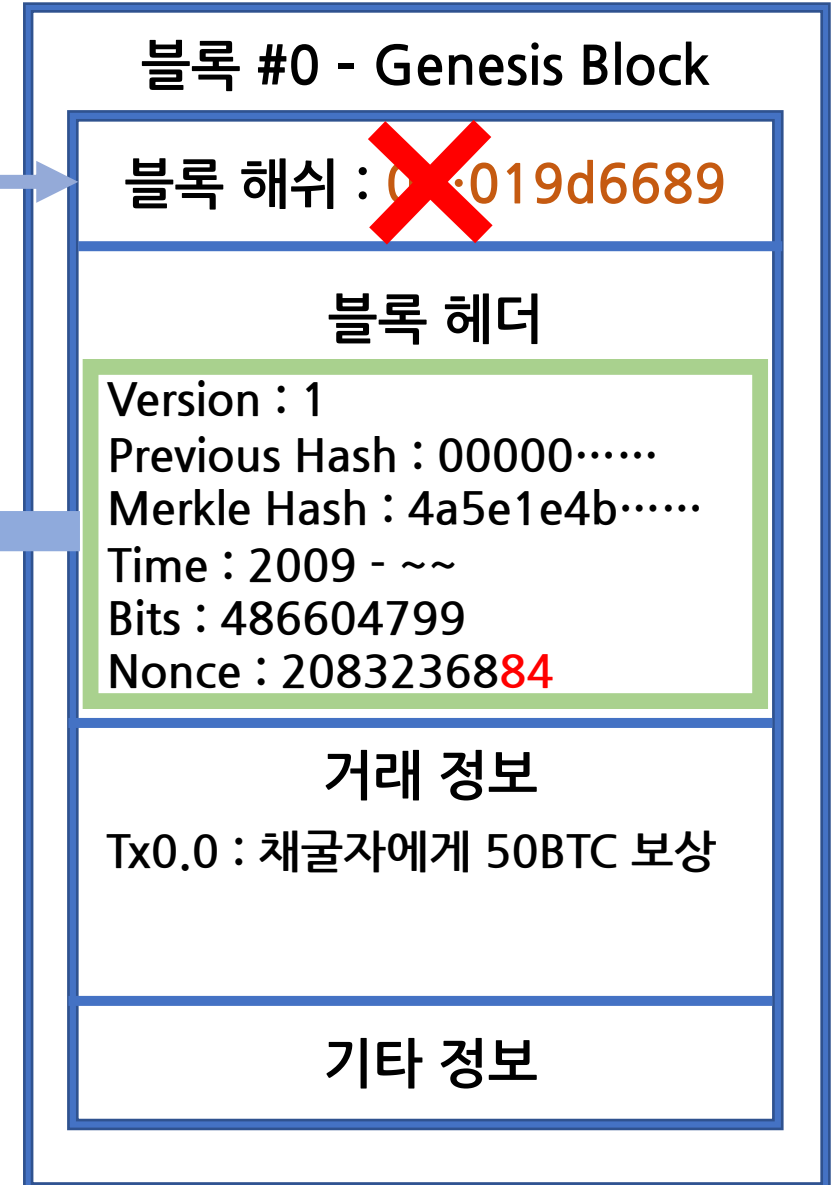 블록 #0 - Genesis Block
블록 해쉬 : 019d6689
블록 헤더
Version : 1
Previous Hash : 00000……
Merkle Hash : 4a5e1e4b……
Time : 2009 - ~~
Bits : 486604799
Nonce : 2083236884
거래 정보
Tx0.0 : 채굴자에게 50BTC 보상
기타 정보